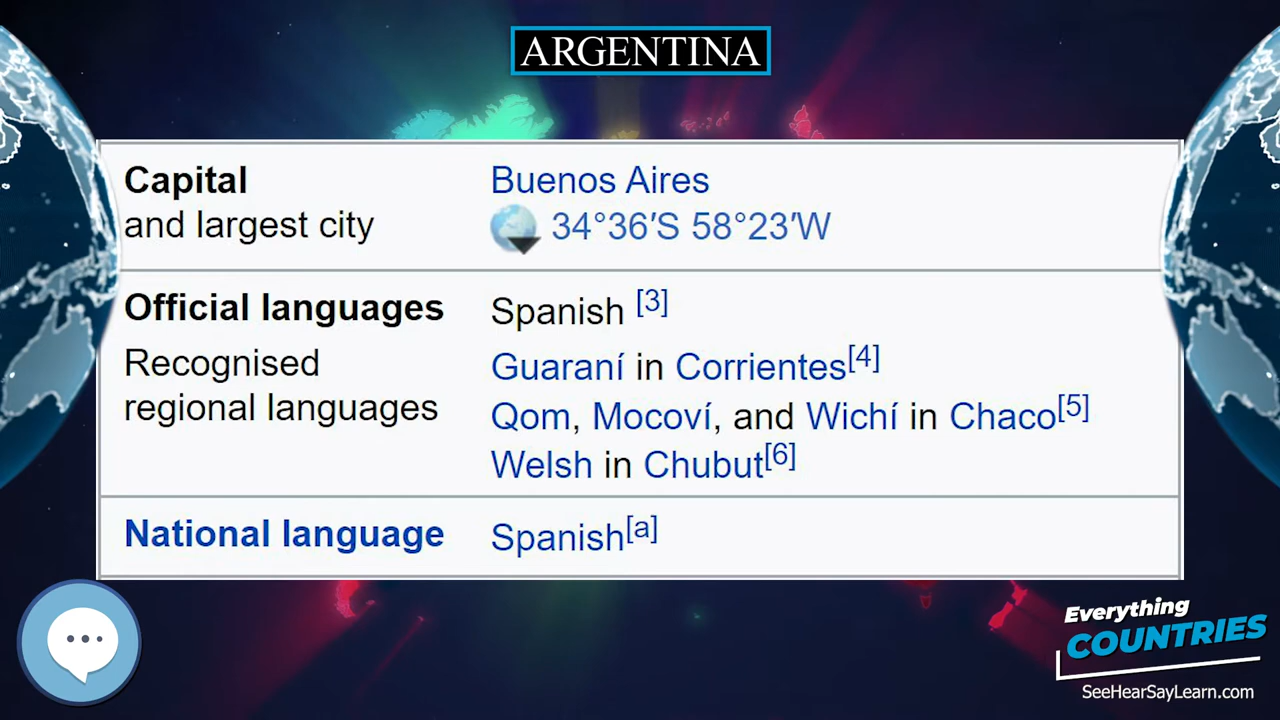 ARGENTINA
Capital
and largest city
Buenos Aires
34°36′S 58°23′W
Official languages
Spanish [3]
Recognised
regional languages
Guaraní in Corrientes[4]
Qom, Mocoví, and Wichí in Chaco[5]
Welsh in Chubut[6]
National language
Spanish[a]
Everything
COUNTRIES
SeeHearSayLearn.com